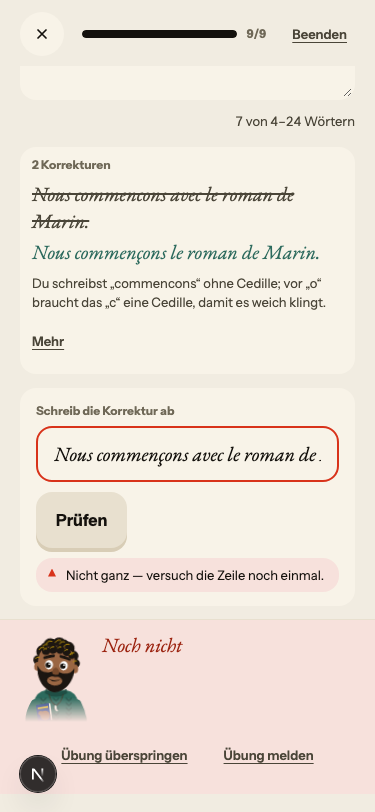 ✕ 9/9 Beenden
7 von 4–24 Wörtern
2 Korrekturen
Nous commencons avec le roman de
Marin.
Nous commençons le roman de Marin.
Du schreibst „commencons“ ohne Cedille; vor „o“
braucht das „c“ eine Cedille, damit es weich klingt.
Mehr
Schreib die Korrektur ab
Nous commençons avec le roman de .
Prüfen
Nicht ganz — versuch die Zeile noch einmal.
Noch nicht
Übung überspringen Übung melden
N